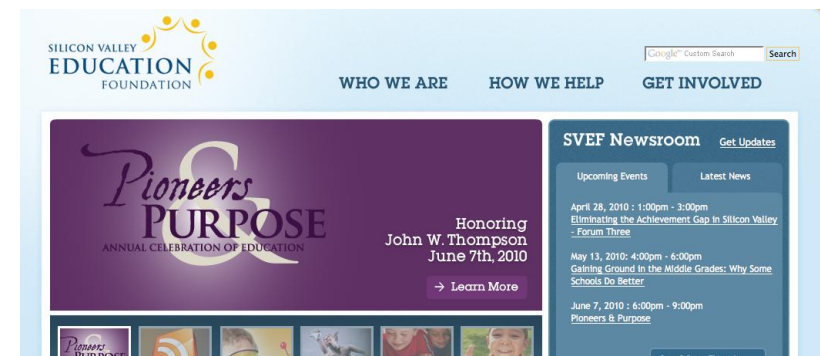 SILICON VALLEY
EDUCATION
FOUNDATION
Google™ Custom Search
Search
WHO WE ARE
HOW WE HELP
GET INVOLVED
Pioneers
&
PURPOSE
ANNUAL CELEBRATION OF EDUCATION
Honoring
John W. Thompson
June 7th, 2010
→ Learn More
SVEF Newsroom
Get Updates
Upcoming Events
Latest News
April 28, 2010 : 1:00pm - 3:00pm
Eliminating the Achievement Gap in Silicon Valley
- Forum Three
May 13, 2010: 4:00pm - 6:00pm
Gaining Ground in the Middle Grades: Why Some
Schools Do Better
June 7, 2010 : 6:00pm - 9:00pm
Pioneers & Purpose
Pioneers